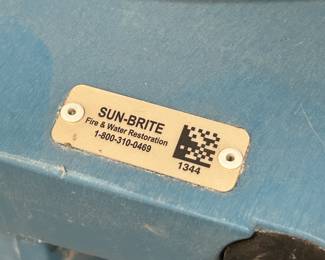 SUN-BRITE
Fire & Water Restoration
1-800-310-0469
1344